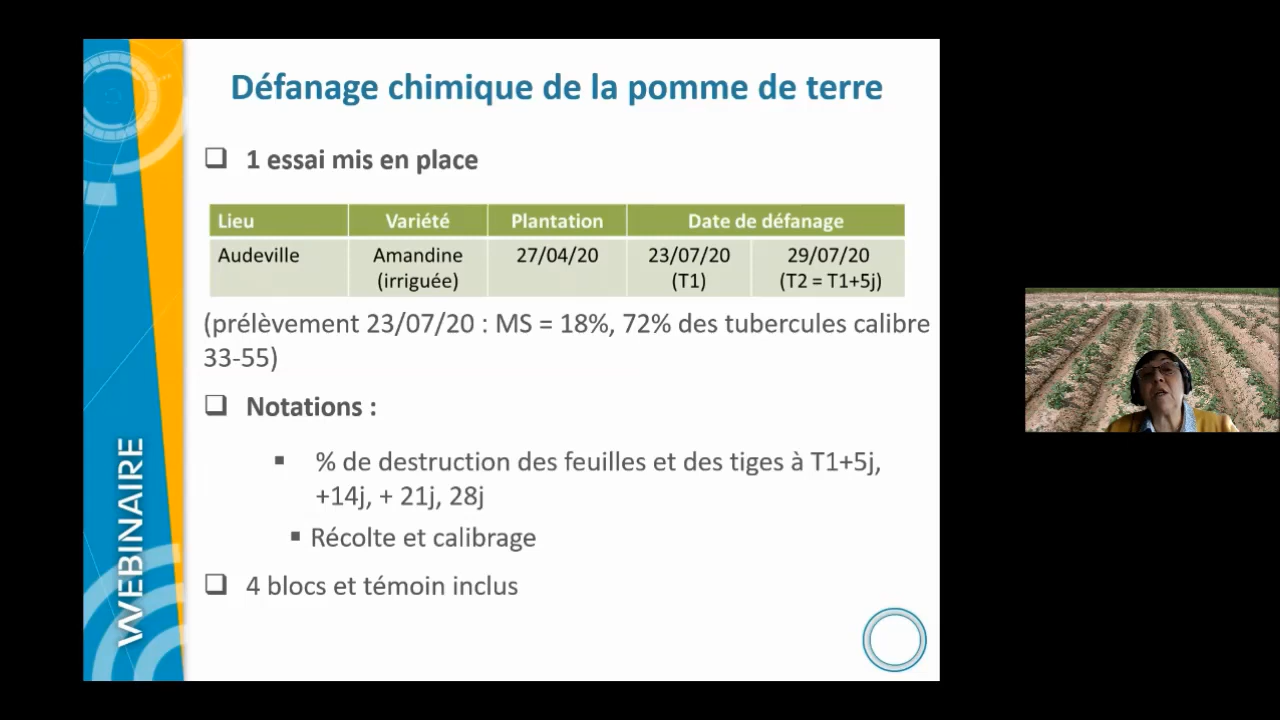 Défanage chimique de la pomme de terre
1 essai mis en place
Lieu Variété Plantation Date de défanage
Audeville Amandine (irriguée) 27/04/20 23/07/20 (T1) 29/07/20 (T2 = T1+5j)
(prélèvement 23/07/20 : MS = 18%, 72% des tubercules calibre
33-55)
Notations :
% de destruction des feuilles et des tiges à T1+5j,
+14j, + 21j, 28j
Récolte et calibrage
4 blocs et témoin inclus
WEBINAIRE